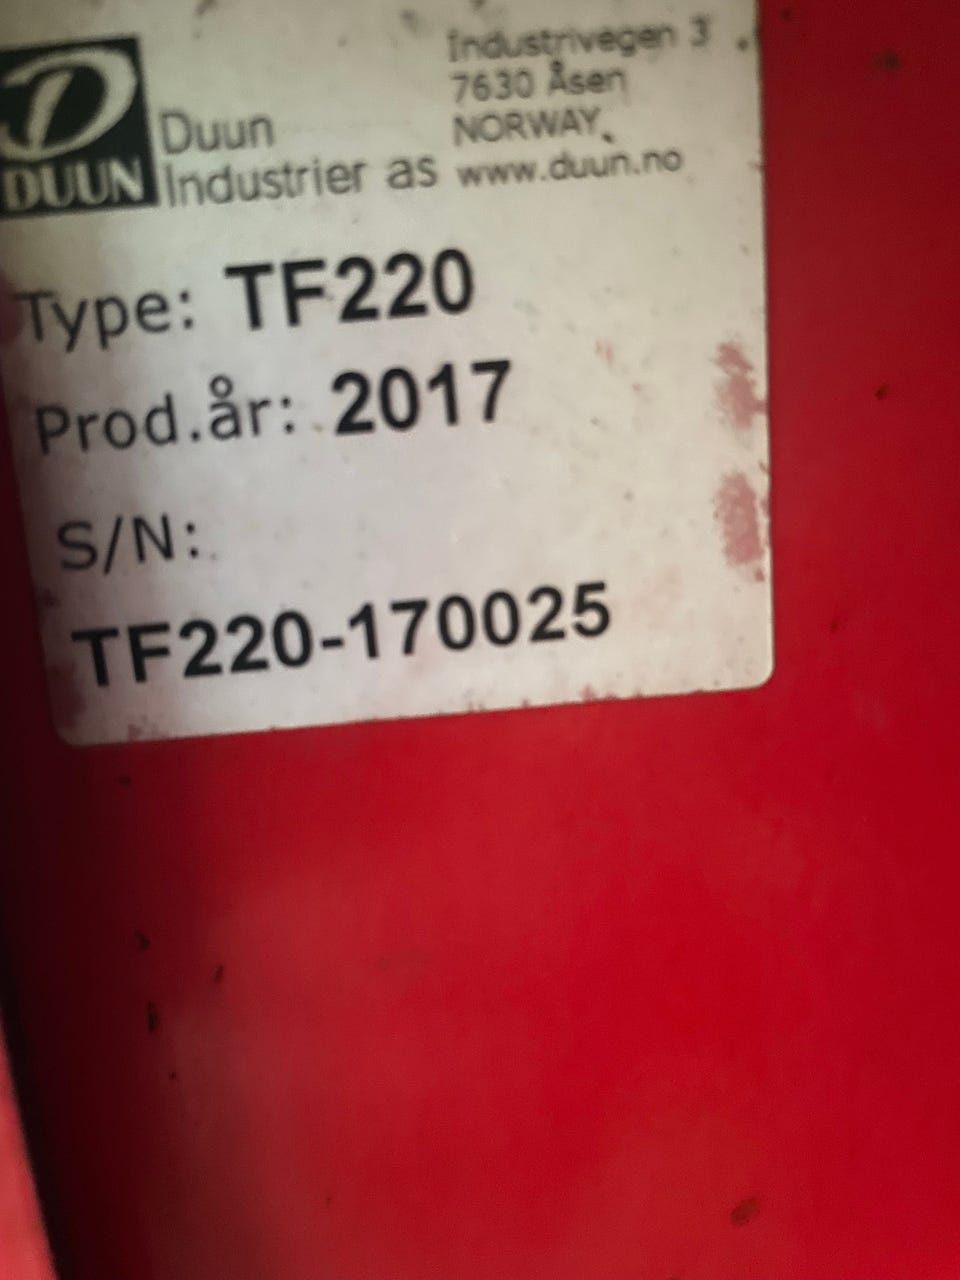 DUUN
Duun
Industrier as
Industrivegen 3
7630 Åsen
NORWAY
www.duun.no
Type: TF220
Prod.år: 2017
S/N:
TF220-170025